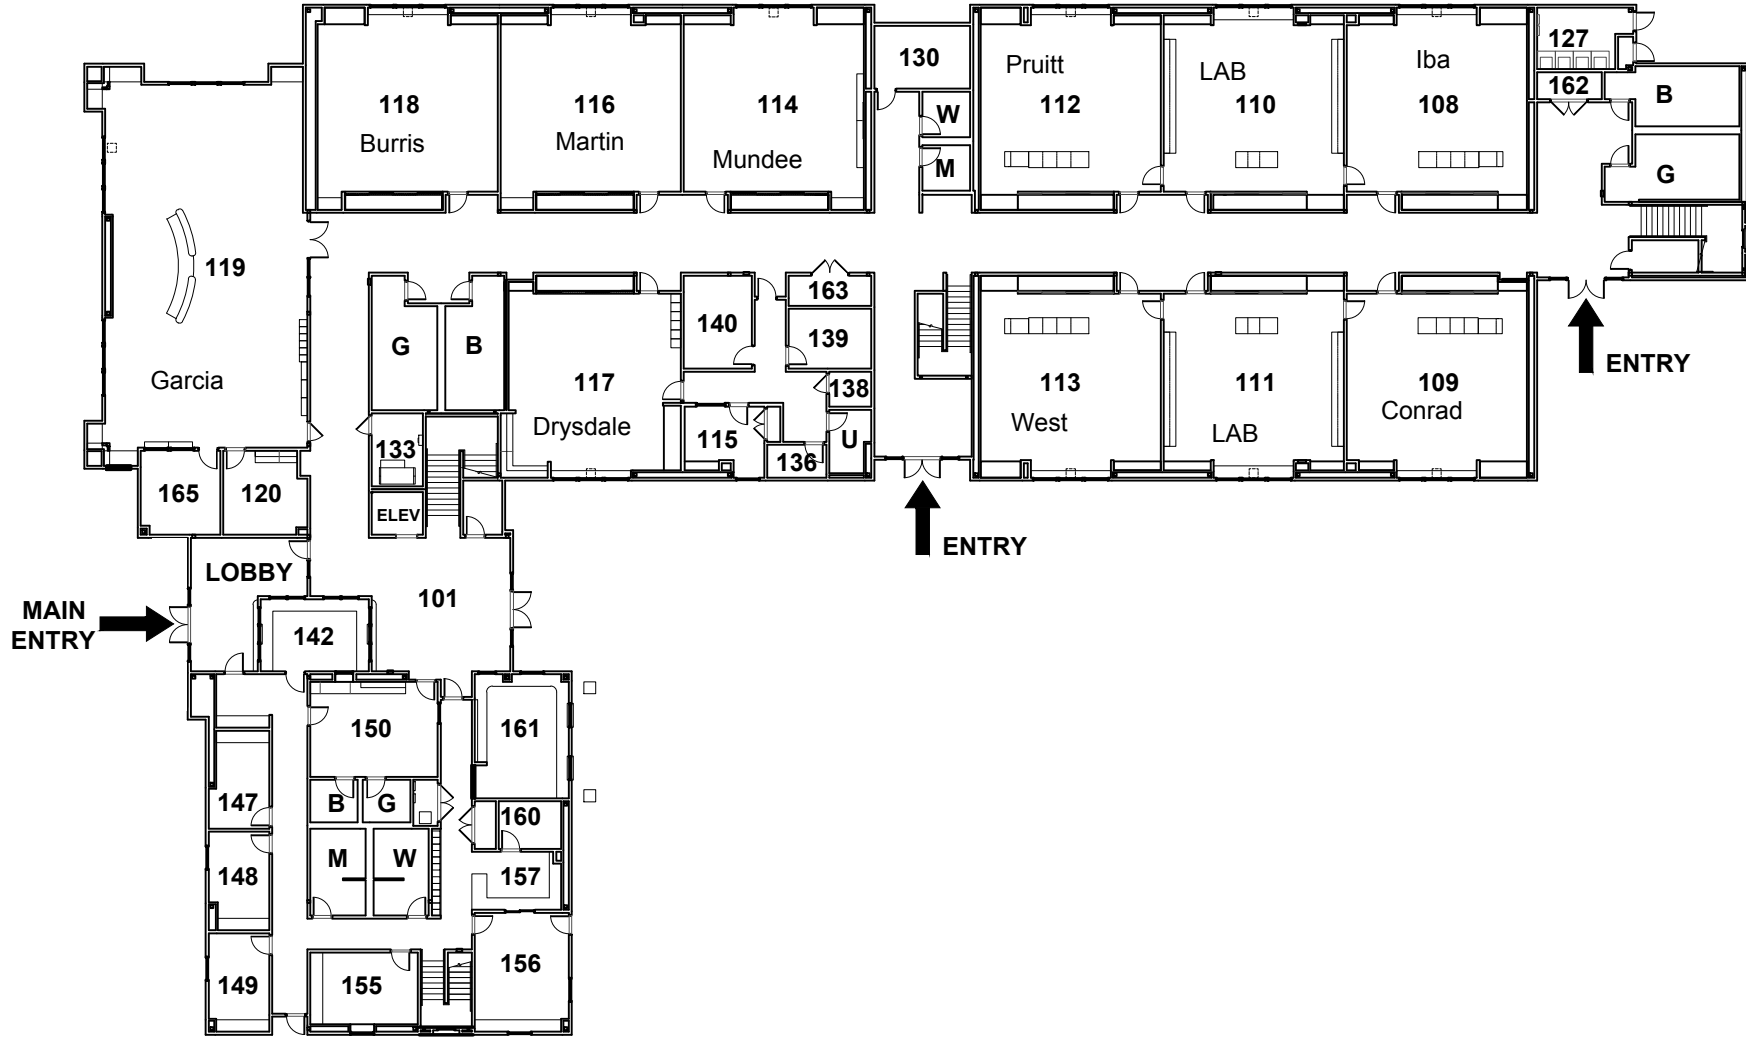 130
127
Pruitt
LAB
Iba
162
118
116
114
112
110
108
B
W
Burris
Martin
Mundee
M
G
119
163
140
139
G
B
ENTRY
Garcia
117
138
113
111
109
Drysdale
West
LAB
Conrad
133
115
U
136
165
120
ELEV
ENTRY
LOBBY
101
MAIN
ENTRY
142
150
161
147
B
G
160
M
W
148
157
149
155
156